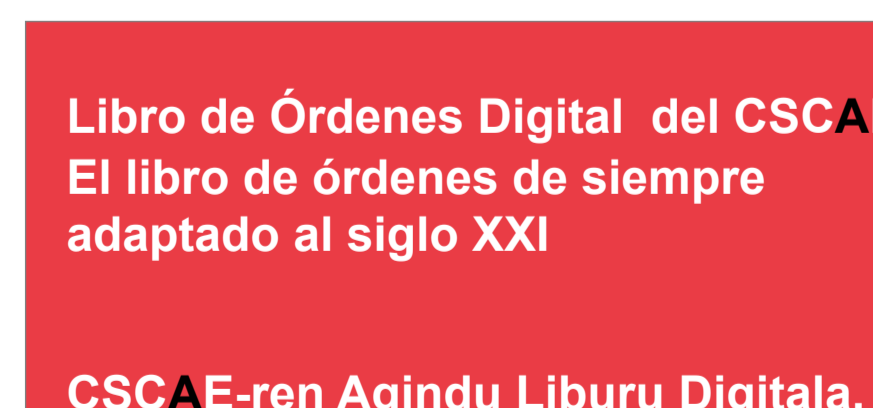 Libro de Órdenes Digital del CSCA
El libro de órdenes de siempre
adaptado al siglo XXI
CSCAE-ren Agindu Liburu Digitala.